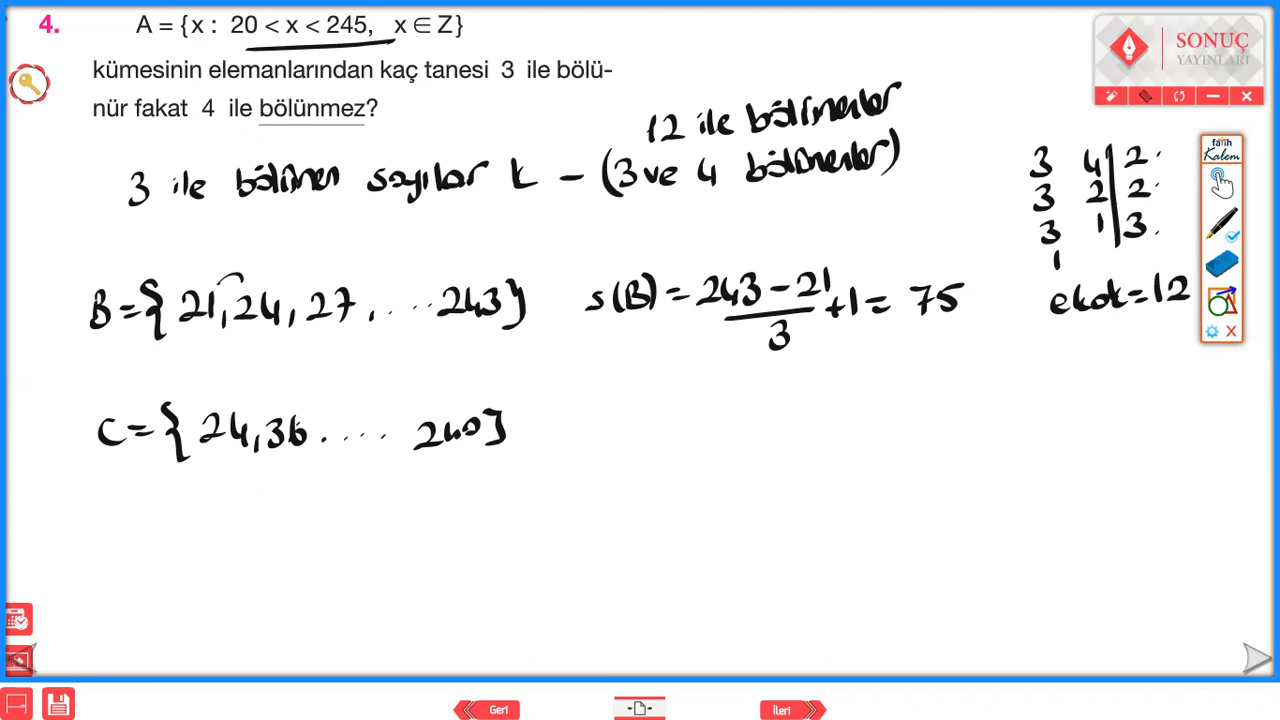 4. A = {x : 20 < x < 245, x ∈ Z}
kümesinin elemanlarından kaç tanesi 3 ile bölü-
nür fakat 4 ile bölünmez?
SONUÇ
YAYINLARI
12 ile bölünenler
3 ile bölünen sayılar k - (3 ve 4 bölünenler)
3 4 2
3 2 2
3 1 3
1
ekok = 12
fatih
Kalem
B = { 21, 24, 27, ... 243} s(B) = 243 - 21 / 3 + 1 = 75
C = { 24, 36 .... 240}
Geri
İleri